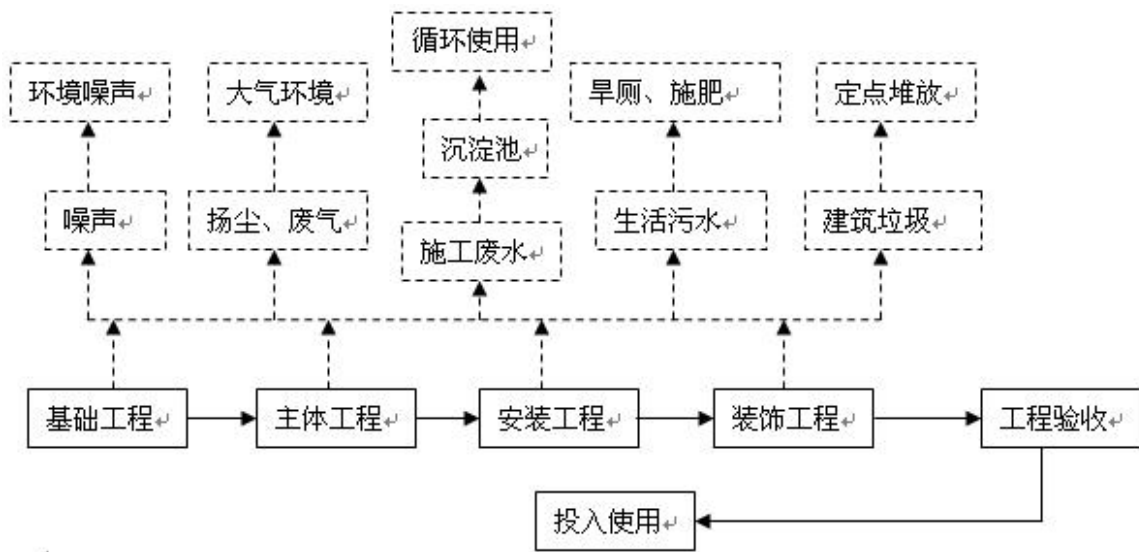 循环使用
环境噪声
大气环境
旱厕、施肥
定点堆放
沉淀池
噪声
扬尘、废气
生活污水
建筑垃圾
施工废水
基础工程
主体工程
安装工程
装饰工程
工程验收
投入使用